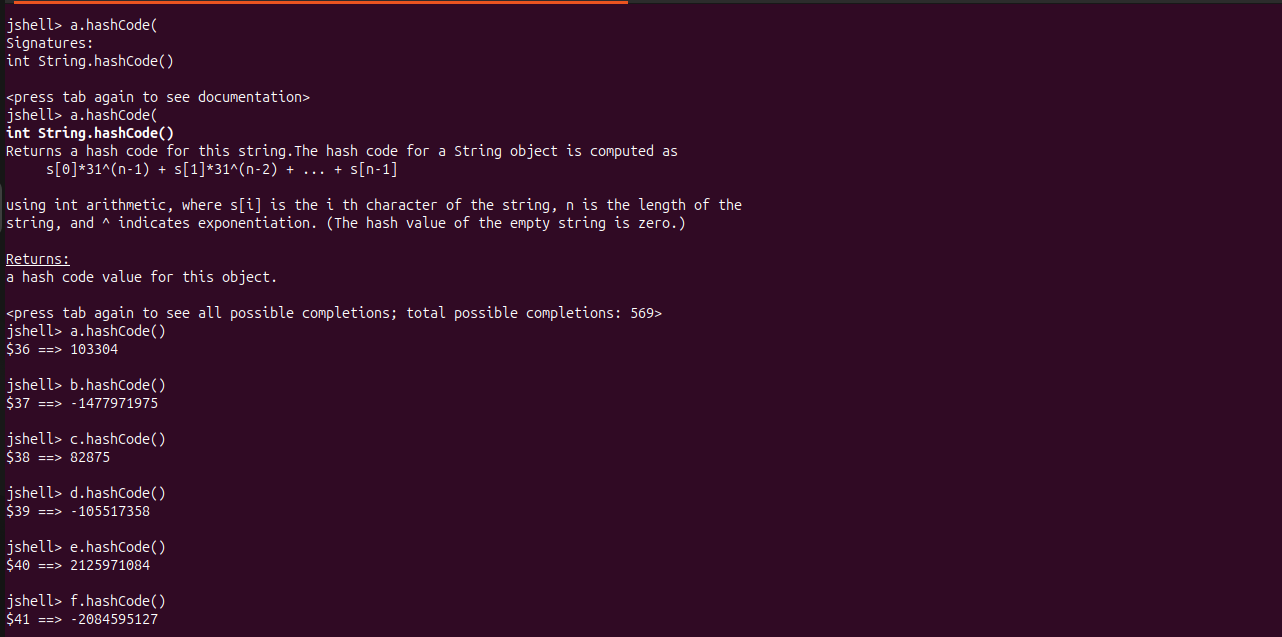 jshell> a.hashCode(
Signatures:
int String.hashCode()
<press tab again to see documentation>
jshell> a.hashCode(
int String.hashCode()
Returns a hash code for this string.The hash code for a String object is computed as
s[0]*31^(n-1) + s[1]*31^(n-2) + ... + s[n-1]
using int arithmetic, where s[i] is the i th character of the string, n is the length of the
string, and ^ indicates exponentiation. (The hash value of the empty string is zero.)
Returns:
a hash code value for this object.
<press tab again to see all possible completions; total possible completions: 569>
jshell> a.hashCode()
$36 ==> 103304
jshell> b.hashCode()
$37 ==> -1477971975
jshell> c.hashCode()
$38 ==> 82875
jshell> d.hashCode()
$39 ==> -105517358
jshell> e.hashCode()
$40 ==> 2125971084
jshell> f.hashCode()
$41 ==> -2084595127